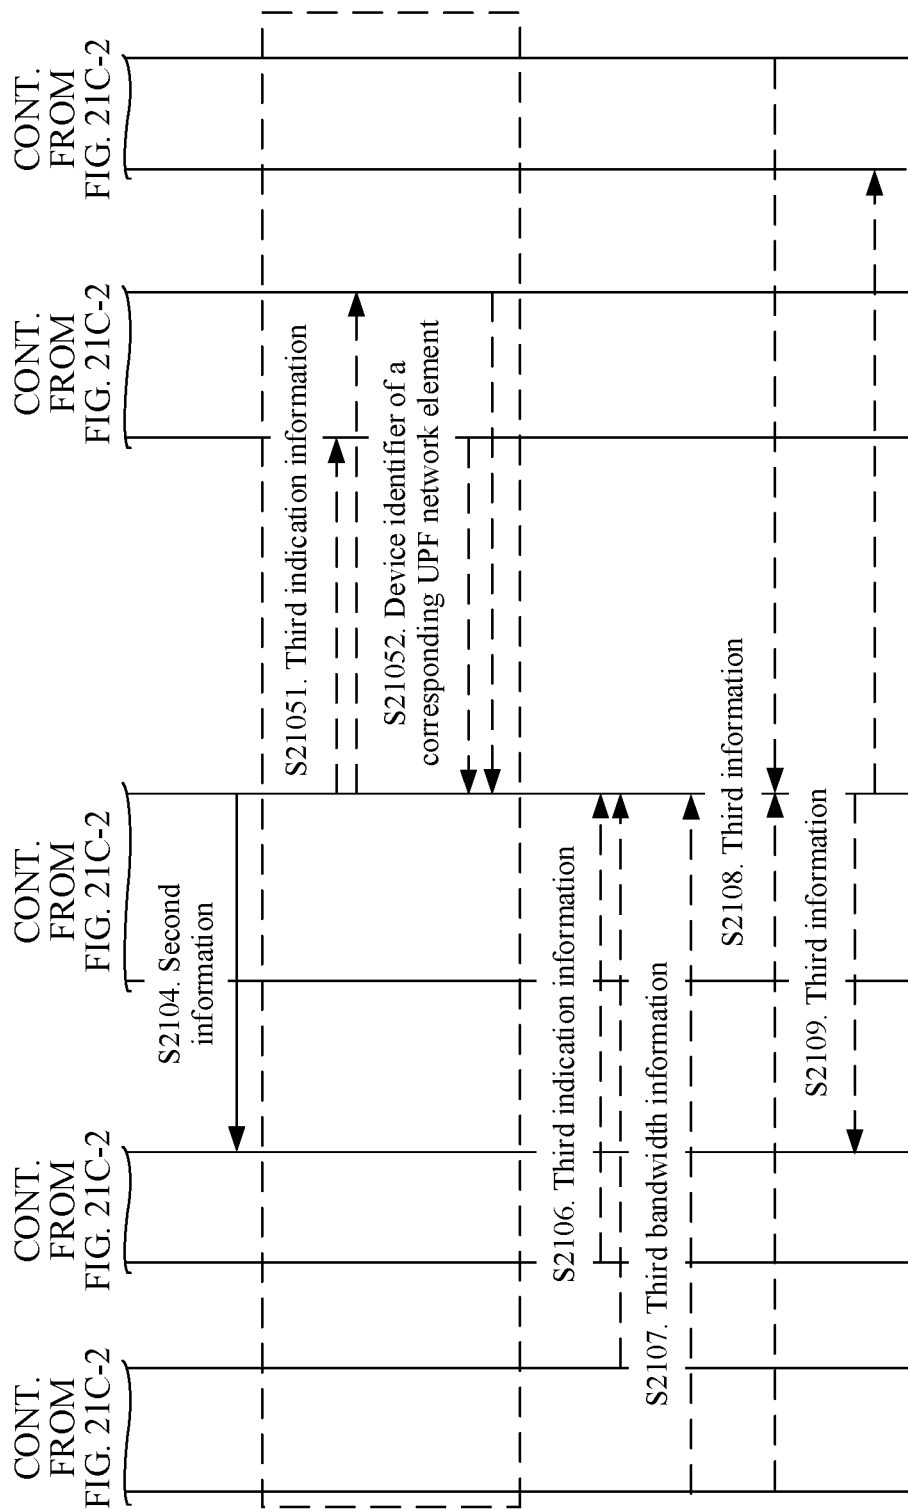 CONT.
FROM
FIG. 21C-2
CONT.
FROM
FIG. 21C-2
CONT.
FROM
FIG. 21C-2
CONT.
FROM
FIG. 21C-2
CONT.
FROM
FIG. 21C-2
S2104. Second
information
S21051. Third indication information
S21052. Device identifier of a
corresponding UPF network element
S2106. Third indication information
S2107. Third bandwidth information
S2108. Third information
S2109. Third information